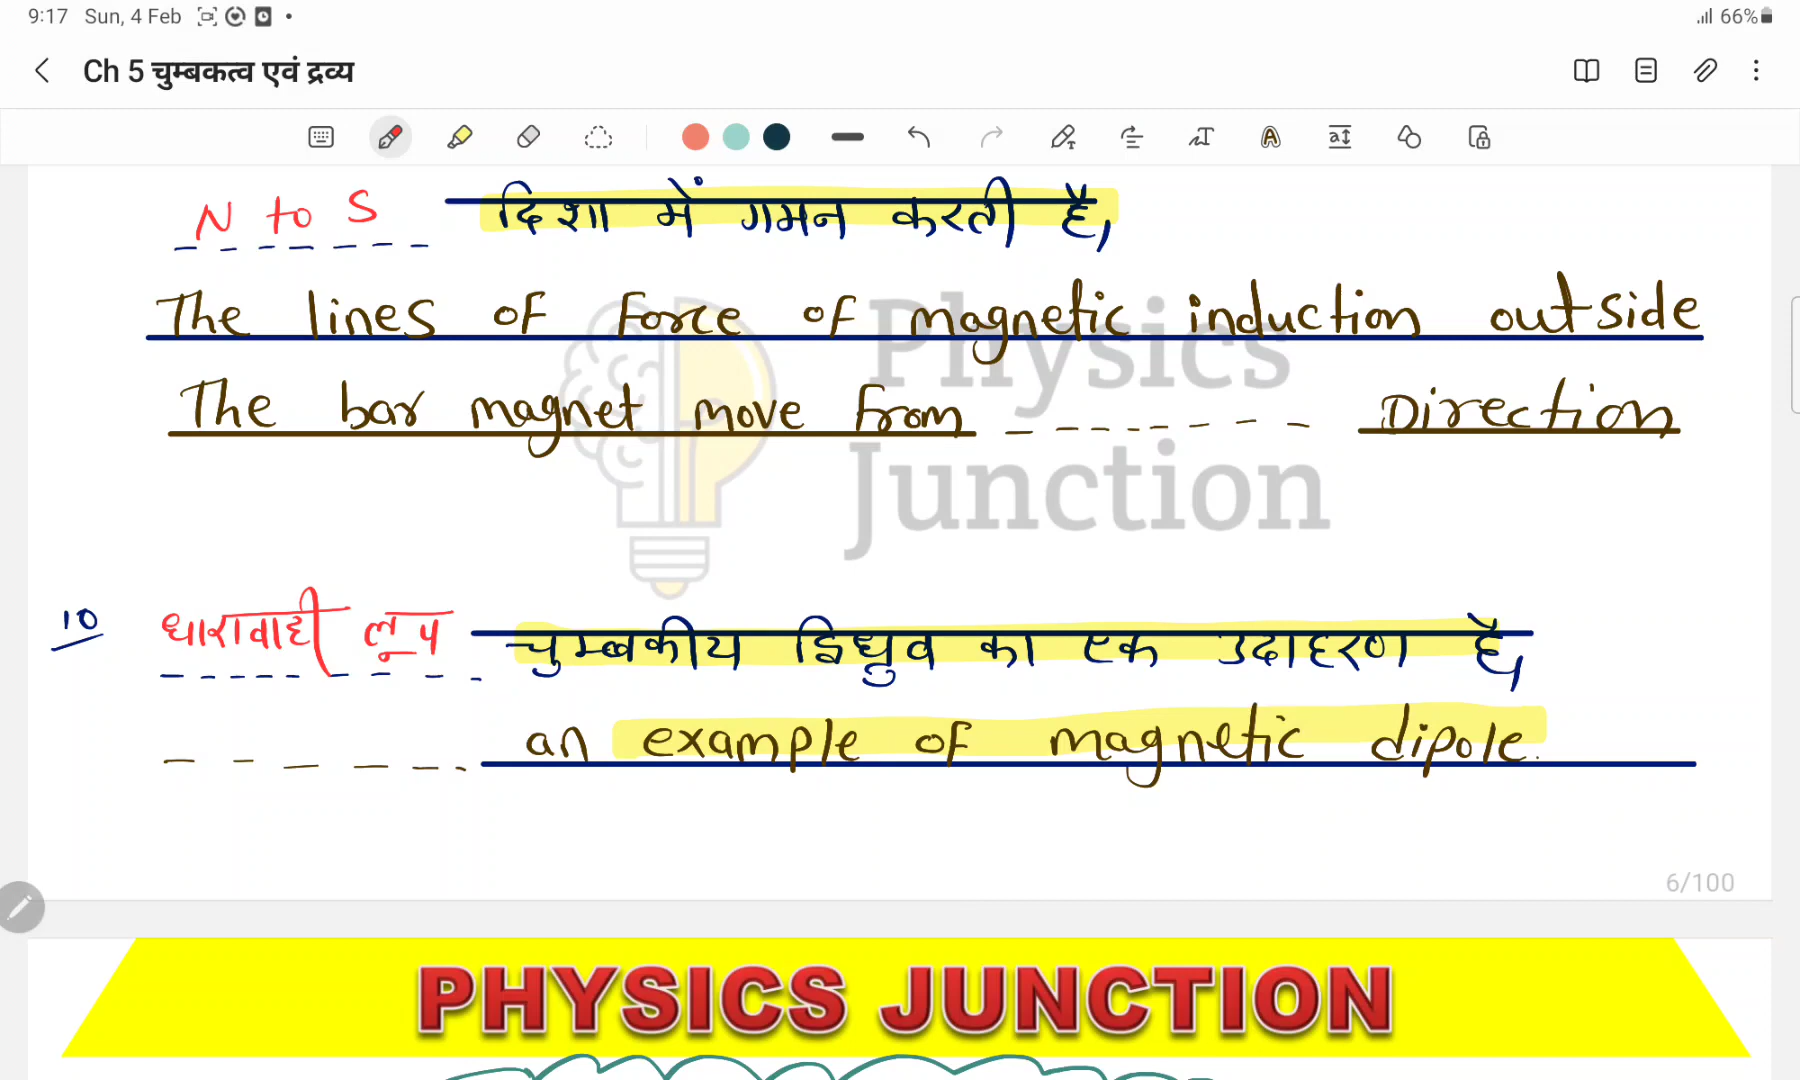 9:17 Sun, 4 Feb 66%
Ch 5 चुम्बकत्व एवं द्रव्य
N to S दिशा में गमन करती है,
The lines of Force of magnetic induction outside
The bar magnet move from ---------- Direction
Physics Junction
10 धारावाही लूप चुम्बकीय द्विध्रुव का एक उदाहरण है,
------ an example of magnetic dipole.
6/100
PHYSICS JUNCTION